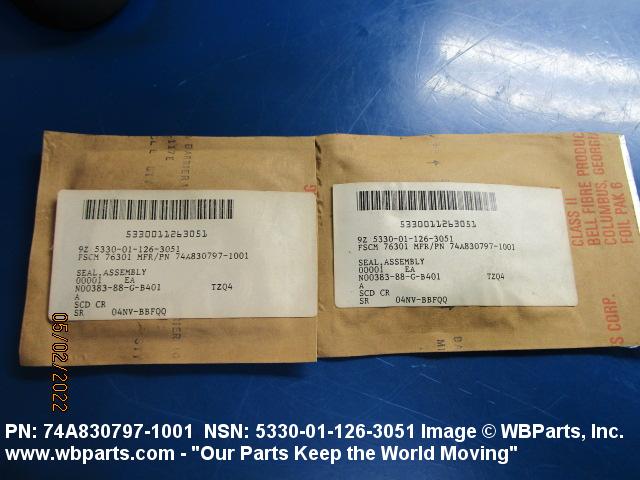 5330011263051
9Z 5330-01-126-3051
FSCM 76301 MFR/PN 74A830797-1001
SEAL,ASSEMBLY
00001 EA
N00383-88-G-B401 TZQ4
A
SCD CR
SR 04NV-BBFQQ
5330011263051
9Z 5330-01-126-3051
FSCM 76301 MFR/PN 74A830797-1001
SEAL,ASSEMBLY
00001 EA
N00383-88-G-B401 TZQ4
A
SCD CR
SR 04NV-BBFQQ
CLASS II
BELL FIBRE PRODUC
COLUMBUS, GEORGIA
FOIL PAK 6
S CORP.
05/02/2022
PN: 74A830797-1001 NSN: 5330-01-126-3051 Image © WBParts, Inc.
www.wbparts.com - "Our Parts Keep the World Moving"